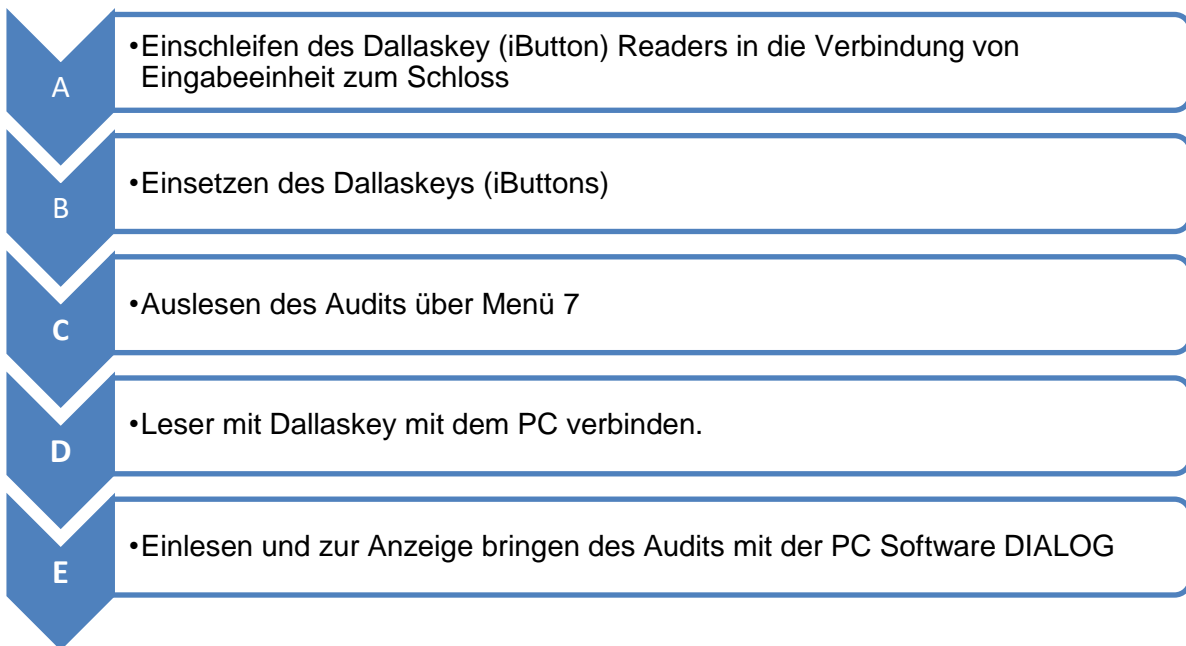 A
•Einschleifen des Dallaskey (iButton) Readers in die Verbindung von
Eingabeeinheit zum Schloss
B
•Einsetzen des Dallaskeys (iButtons)
C
•Auslesen des Audits über Menü 7
D
•Leser mit Dallaskey mit dem PC verbinden.
E
•Einlesen und zur Anzeige bringen des Audits mit der PC Software DIALOG